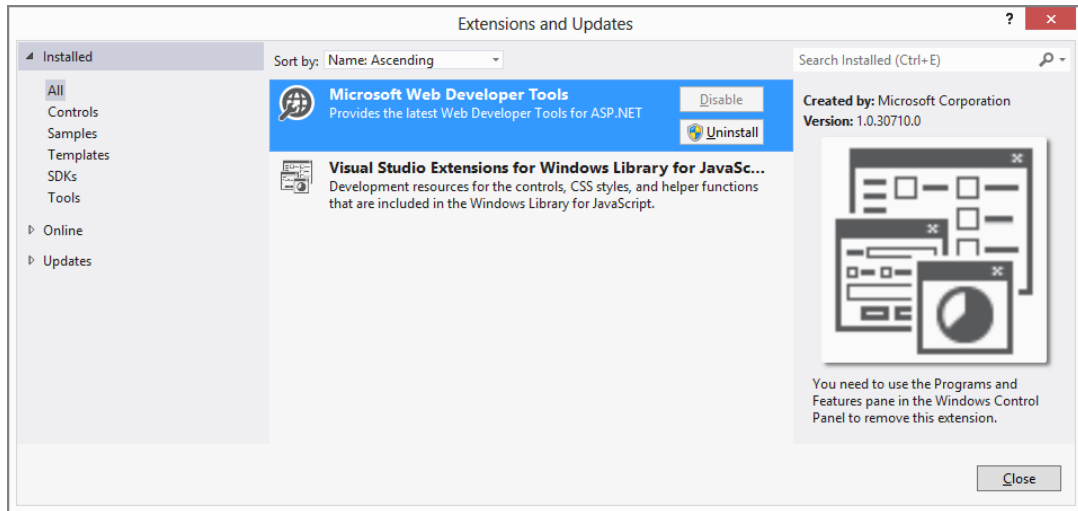 Extensions and Updates
?
Installed
All
Controls
Samples
Templates
SDKs
Tools
Online
Updates
Sort by: Name: Ascending
Microsoft Web Developer Tools
Provides the latest Web Developer Tools for ASP.NET
Disable
Uninstall
Visual Studio Extensions for Windows Library for JavaSc...
Development resources for the controls, CSS styles, and helper functions
that are included in the Windows Library for JavaScript.
Search Installed (Ctrl+E)
Created by: Microsoft Corporation
Version: 1.0.30710.0
You need to use the Programs and
Features pane in the Windows Control
Panel to remove this extension.
Close